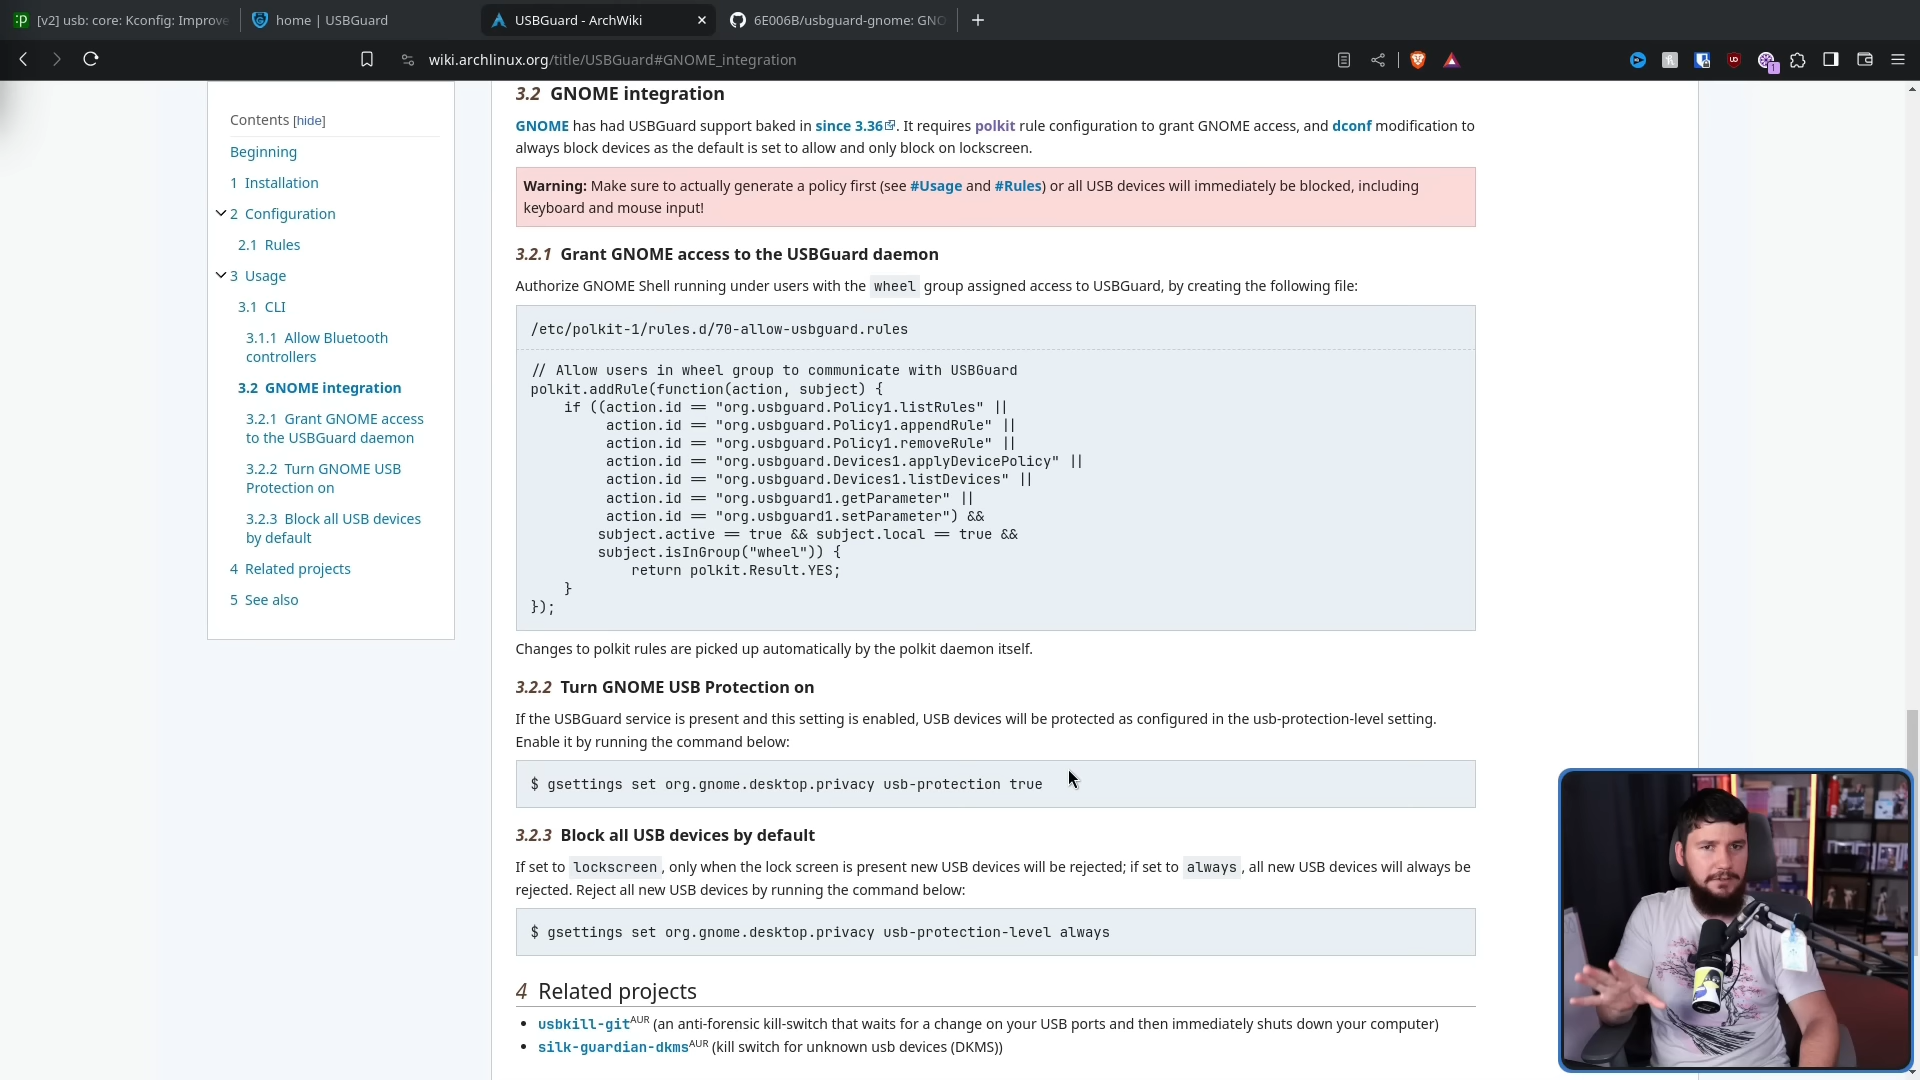 [v2] usb: core: Kconfig: Improve
home | USBGuard
USBGuard - ArchWiki
6E006B/usbguard-gnome: GNO
wiki.archlinux.org/title/USBGuard#GNOME_integration
1
Contents [hide]
Beginning
1 Installation
2 Configuration
2.1 Rules
3 Usage
3.1 CLI
3.1.1 Allow Bluetooth
controllers
3.2 GNOME integration
3.2.1 Grant GNOME access
to the USBGuard daemon
3.2.2 Turn GNOME USB
Protection on
3.2.3 Block all USB devices
by default
4 Related projects
5 See also
3.2 GNOME integration
GNOME has had USBGuard support baked in since 3.36. It requires polkit rule configuration to grant GNOME access, and dconf modification to
always block devices as the default is set to allow and only block on lockscreen.
Warning: Make sure to actually generate a policy first (see #Usage and #Rules) or all USB devices will immediately be blocked, including
keyboard and mouse input!
3.2.1 Grant GNOME access to the USBGuard daemon
Authorize GNOME Shell running under users with the wheel group assigned access to USBGuard, by creating the following file:
/etc/polkit-1/rules.d/70-allow-usbguard.rules
// Allow users in wheel group to communicate with USBGuard
polkit.addRule(function(action, subject) {
if ((action.id == "org.usbguard.Policy1.listRules" ||
action.id == "org.usbguard.Policy1.appendRule" ||
action.id == "org.usbguard.Policy1.removeRule" ||
action.id == "org.usbguard.Devices1.applyDevicePolicy" ||
action.id == "org.usbguard.Devices1.listDevices" ||
action.id == "org.usbguard1.getParameter" ||
action.id == "org.usbguard1.setParameter") &&
subject.active == true && subject.local == true &&
subject.isInGroup("wheel")) {
return polkit.Result.YES;
}
});
Changes to polkit rules are picked up automatically by the polkit daemon itself.
3.2.2 Turn GNOME USB Protection on
If the USBGuard service is present and this setting is enabled, USB devices will be protected as configured in the usb-protection-level setting.
Enable it by running the command below:
$ gsettings set org.gnome.desktop.privacy usb-protection true
3.2.3 Block all USB devices by default
If set to lockscreen, only when the lock screen is present new USB devices will be rejected; if set to always, all new USB devices will always be
rejected. Reject all new USB devices by running the command below:
$ gsettings set org.gnome.desktop.privacy usb-protection-level always
4 Related projects
• usbkill-git AUR (an anti-forensic kill-switch that waits for a change on your USB ports and then immediately shuts down your computer)
• silk-guardian-dkms AUR (kill switch for unknown usb devices (DKMS))